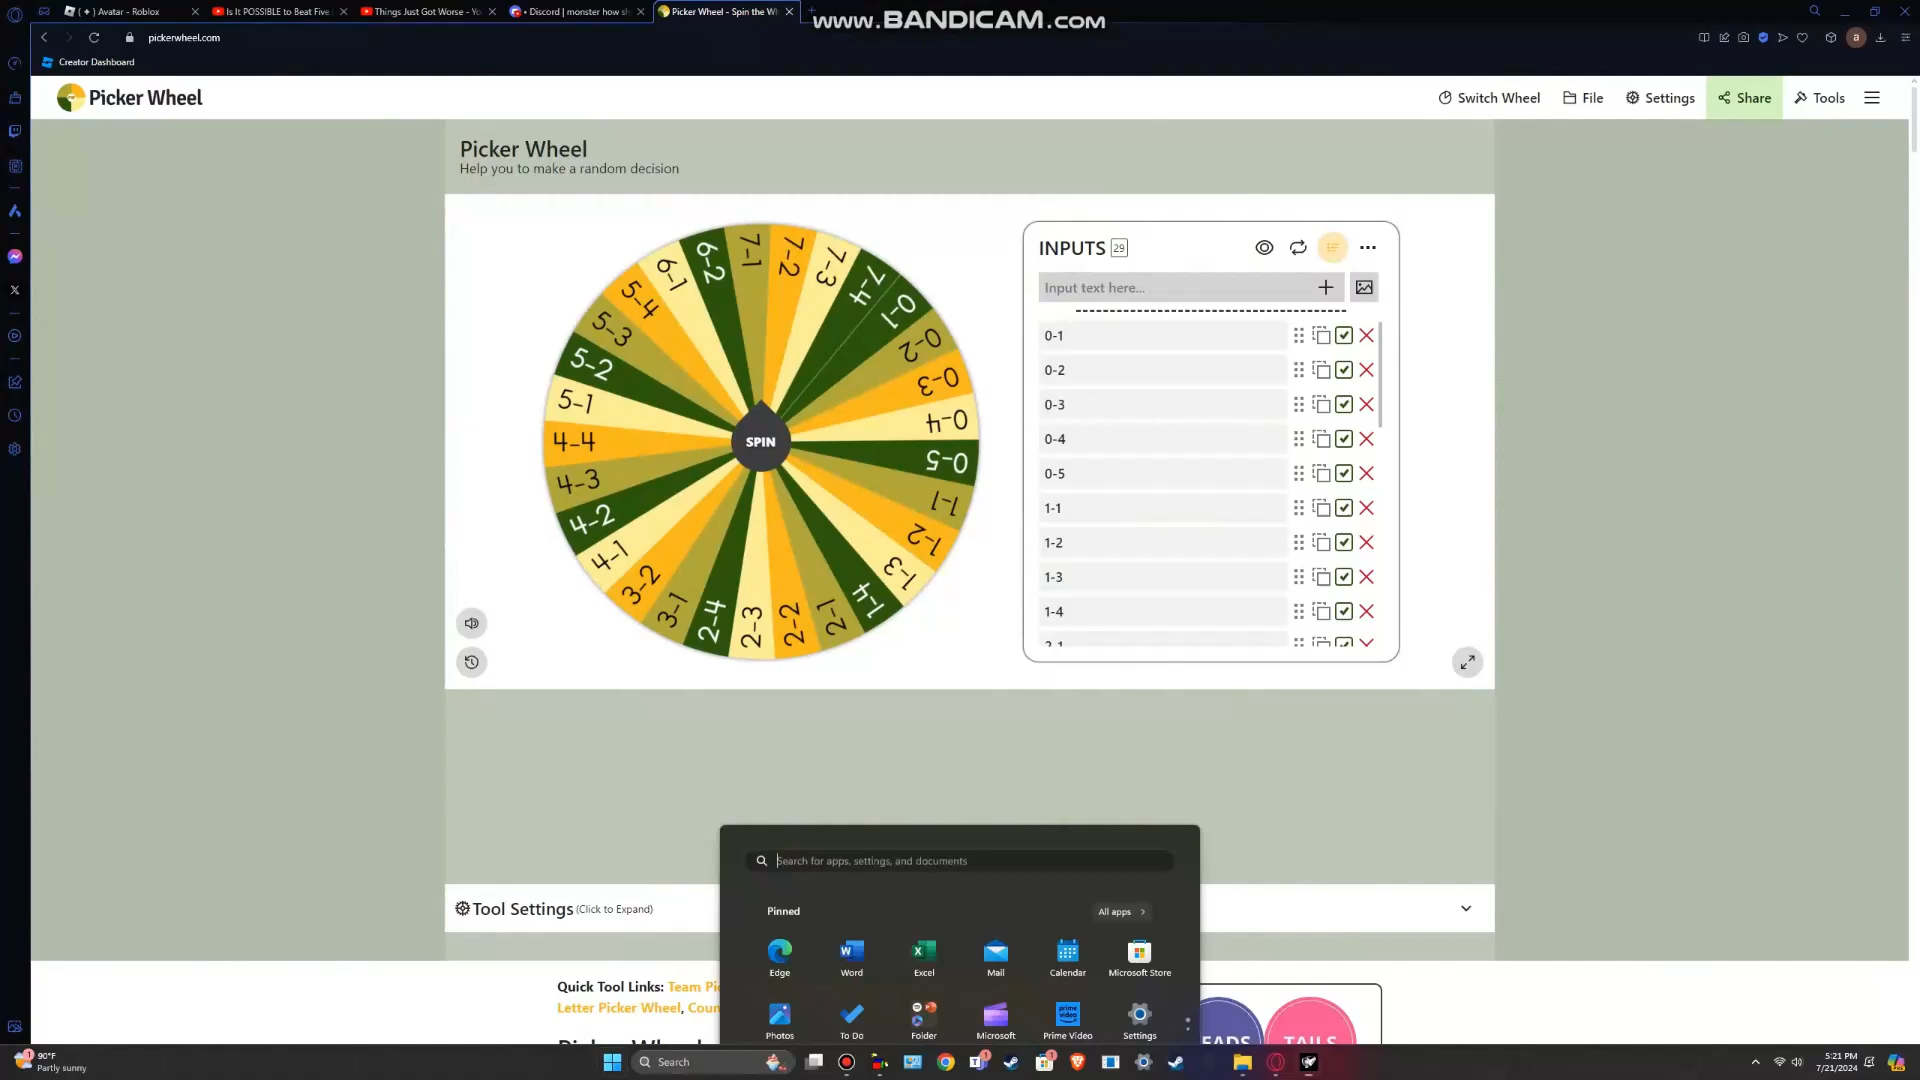 ( ✦ ) Avatar - Roblox
Is It POSSIBLE to Beat Five
Things Just Got Worse - Yo
• Discord | monster how sh
Picker Wheel - Spin the Wh
www.BANDICAM.com
pickerwheel.com
a
Creator Dashboard
Picker Wheel
Switch Wheel
File
Settings
Share
Tools
Picker Wheel
Help you to make a random decision
INPUTS 29
Input text here...
0-1
0-2
0-3
0-4
0-5
1-1
1-2
1-3
1-4
2-1
7-4
0-1
0-2
0-3
0-4
0-5
1-1
1-2
1-3
1-4
2-1
2-2
2-3
2-4
3-1
3-2
4-1
4-2
4-3
4-4
5-1
5-2
5-3
5-4
6-1
6-2
7-1
7-2
7-3
SPIN
Tool Settings (Click to Expand)
Search for apps, settings, and documents
Pinned
All apps
Edge
Word
Excel
Mail
Calendar
Microsoft Store
Photos
To Do
Folder
Microsoft
prime video
Prime Video
Settings
Quick Tool Links: Team Pi
Letter Picker Wheel, Coun
EADS
TAILS
1
90°F
Partly sunny
Search
5:21 PM
7/21/2024